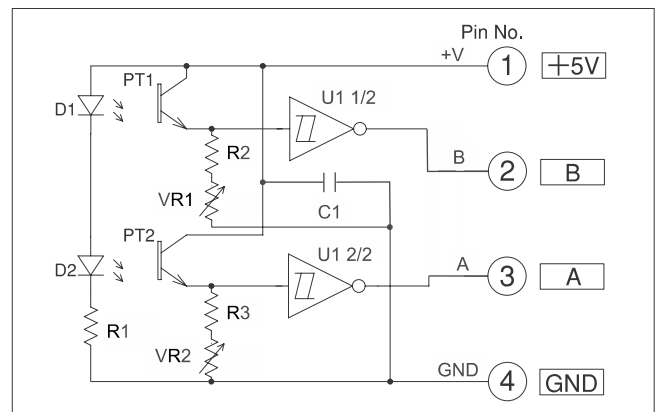 Pin No.
+V 1 +5V
PT1
D1
U1 1/2
R2
B 2 B
VR1
C1
PT2
D2
U1 2/2
A 3 A
R3
R1
VR2
GND 4 GND